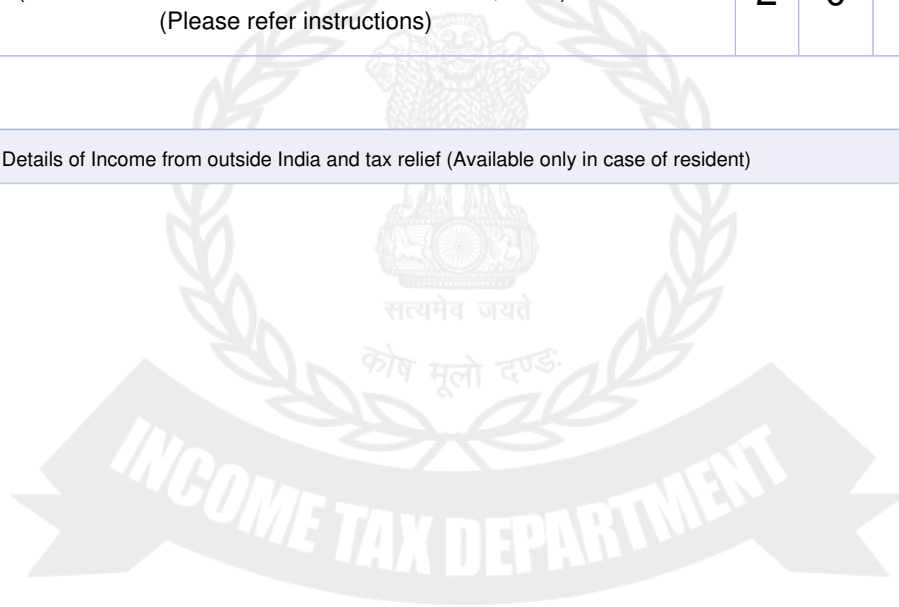 (Please refer instructions)
Details of Income from outside India and tax relief (Available only in case of resident)
सत्यमेव जयते
कोष मूलो दण्डः
INCOME TAX DEPARTMENT